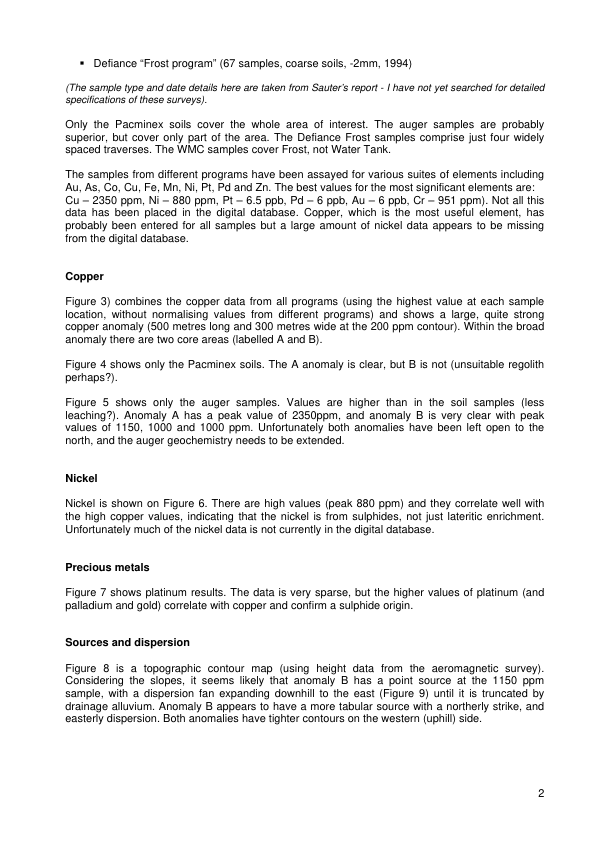 ▪ Defiance “Frost program” (67 samples, coarse soils, -2mm, 1994)
(The sample type and date details here are taken from Sauter’s report - I have not yet searched for detailed
specifications of these surveys).
Only the Pacminex soils cover the whole area of interest. The auger samples are probably
superior, but cover only part of the area. The Defiance Frost samples comprise just four widely
spaced traverses. The WMC samples cover Frost, not Water Tank.
The samples from different programs have been assayed for various suites of elements including
Au, As, Co, Cu, Fe, Mn, Ni, Pt, Pd and Zn. The best values for the most significant elements are:
Cu – 2350 ppm, Ni – 880 ppm, Pt – 6.5 ppb, Pd – 6 ppb, Au – 6 ppb, Cr – 951 ppm). Not all this
data has been placed in the digital database. Copper, which is the most useful element, has
probably been entered for all samples but a large amount of nickel data appears to be missing
from the digital database.
Copper
Figure 3) combines the copper data from all programs (using the highest value at each sample
location, without normalising values from different programs) and shows a large, quite strong
copper anomaly (500 metres long and 300 metres wide at the 200 ppm contour). Within the broad
anomaly there are two core areas (labelled A and B).
Figure 4 shows only the Pacminex soils. The A anomaly is clear, but B is not (unsuitable regolith
perhaps?).
Figure 5 shows only the auger samples. Values are higher than in the soil samples (less
leaching?). Anomaly A has a peak value of 2350ppm, and anomaly B is very clear with peak
values of 1150, 1000 and 1000 ppm. Unfortunately both anomalies have been left open to the
north, and the auger geochemistry needs to be extended.
Nickel
Nickel is shown on Figure 6. There are high values (peak 880 ppm) and they correlate well with
the high copper values, indicating that the nickel is from sulphides, not just lateritic enrichment.
Unfortunately much of the nickel data is not currently in the digital database.
Precious metals
Figure 7 shows platinum results. The data is very sparse, but the higher values of platinum (and
palladium and gold) correlate with copper and confirm a sulphide origin.
Sources and dispersion
Figure 8 is a topographic contour map (using height data from the aeromagnetic survey).
Considering the slopes, it seems likely that anomaly B has a point source at the 1150 ppm
sample, with a dispersion fan expanding downhill to the east (Figure 9) until it is truncated by
drainage alluvium. Anomaly B appears to have a more tabular source with a northerly strike, and
easterly dispersion. Both anomalies have tighter contours on the western (uphill) side.
2